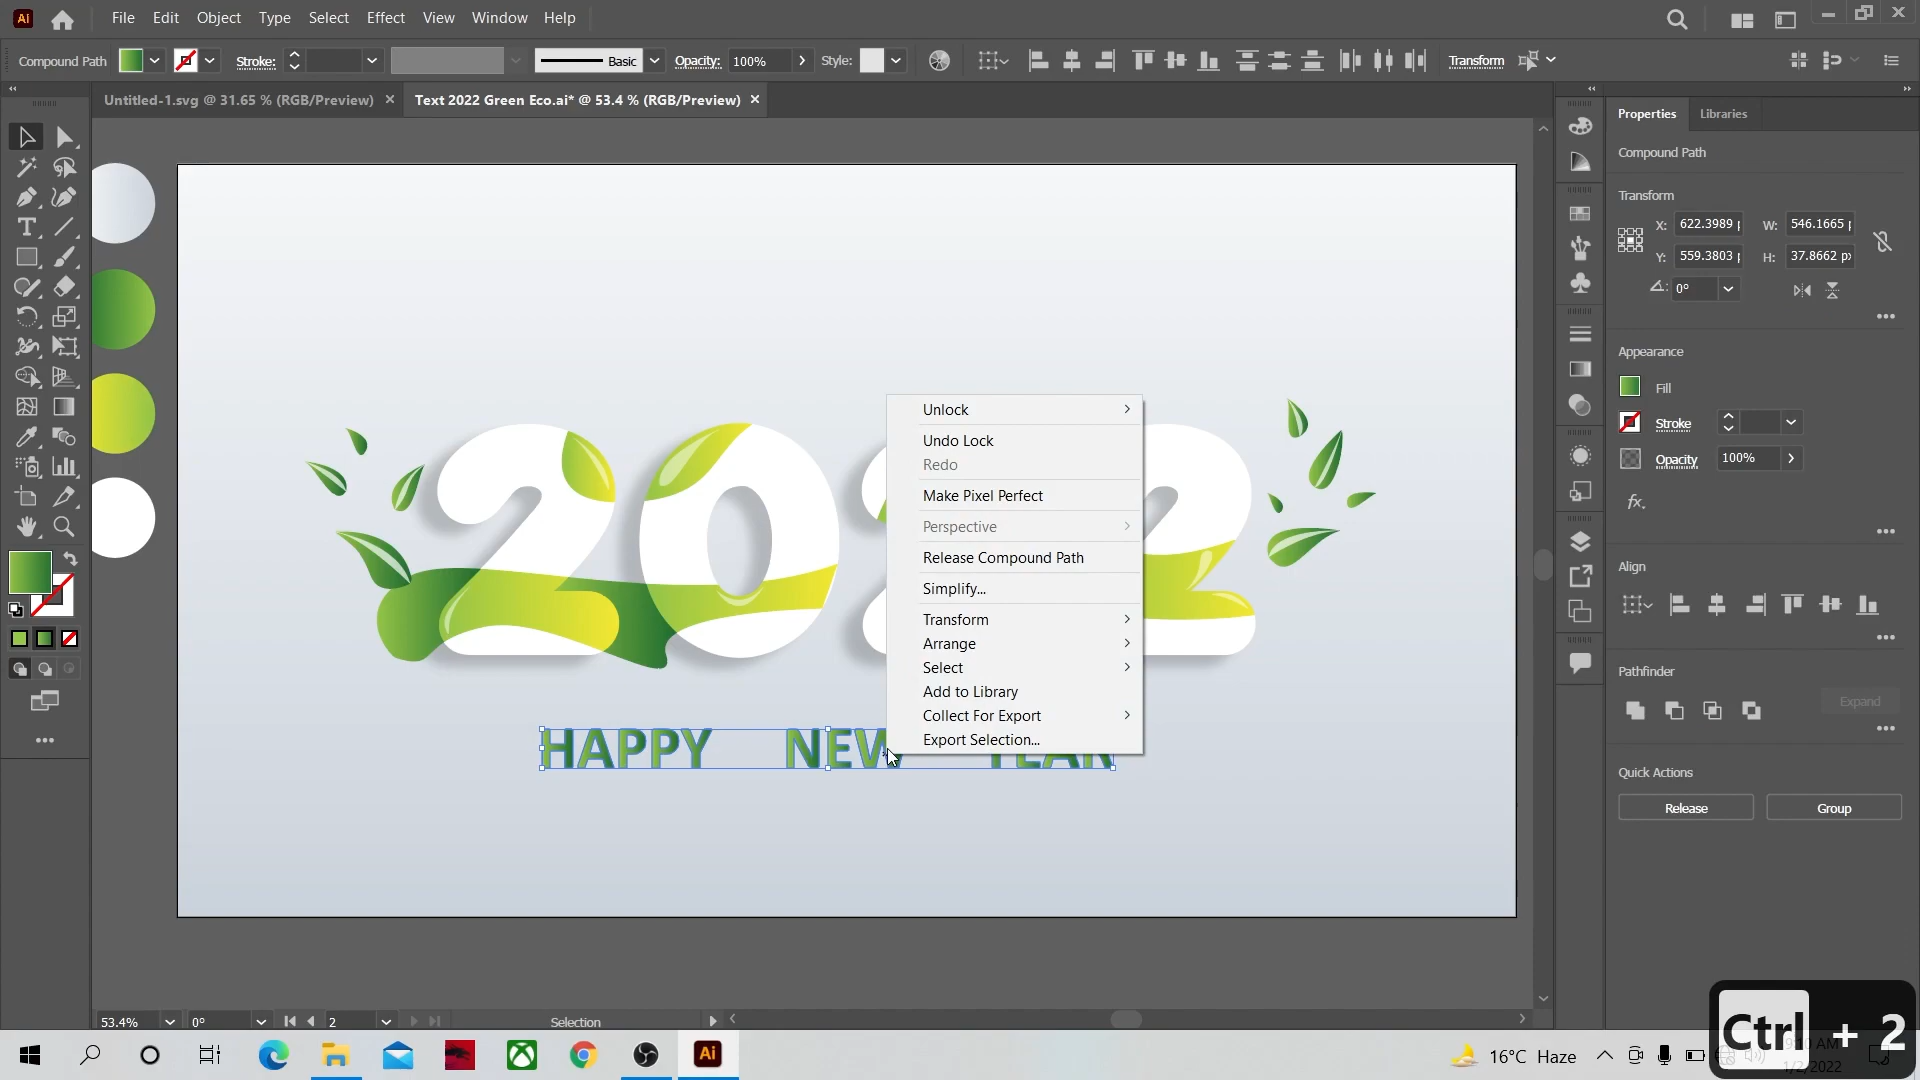 Ai File Edit Object Type Select Effect View Window Help
Compound Path Stroke: Basic Opacity: 100% Style: Transform
Untitled-1.svg @ 31.65 % (RGB/Preview) × Text 2022 Green Eco.ai* @ 53.4 % (RGB/Preview) ×
Properties Libraries
Compound Path
Transform
X: 622.3989 W: 546.1665
Y: 559.3803 H: 37.8662 px
0°
Appearance
Fill
Stroke
Opacity 100%
fx.
Align
Pathfinder
Expand
Quick Actions
Release Group
202
HAPPY NEW YEAR
Unlock
Undo Lock
Redo
Make Pixel Perfect
Perspective
Release Compound Path
Simplify...
Transform
Arrange
Select
Add to Library
Collect For Export
Export Selection...
53.4% 0° 2 Selection
Ctrl + 2
Ai 16°C Haze
1/2/2022